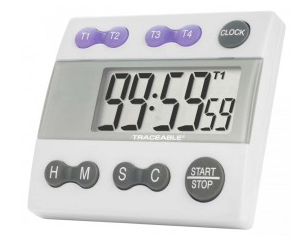 T1 T2 T3 T4 CLOCK
T1
99:59 59
TRACEABLE®
H M S C START
STOP